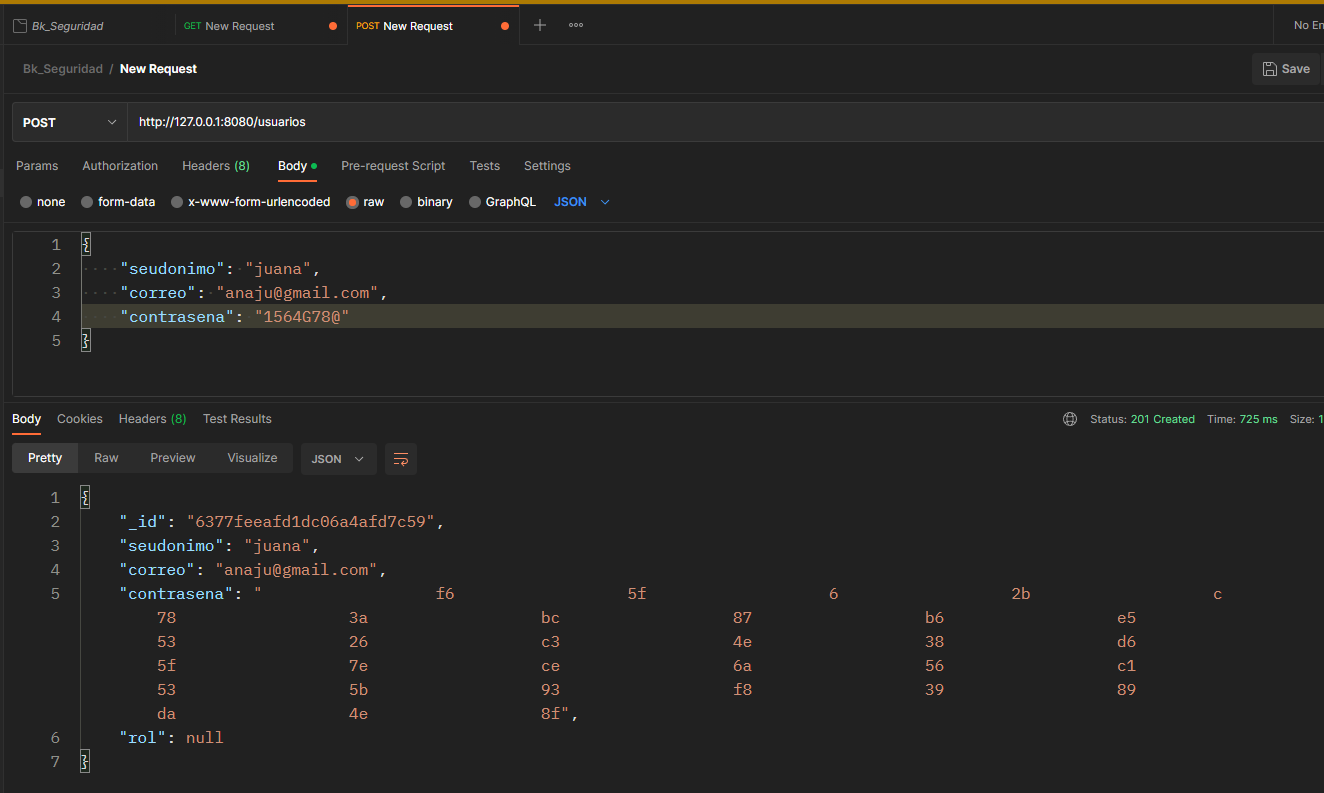 Bk_Seguridad GET New Request POST New Request No En
Bk_Seguridad / New Request Save
POST http://127.0.0.1:8080/usuarios
Params Authorization Headers (8) Body Pre-request Script Tests Settings
none form-data x-www-form-urlencoded raw binary GraphQL JSON
1 {
2 "seudonimo": "juana",
3 "correo": "anaju@gmail.com",
4 "contrasena": "1564G78@"
5 }
Body Cookies Headers (8) Test Results Status: 201 Created Time: 725 ms Size: 1
Pretty Raw Preview Visualize JSON
1 {
2 "_id": "6377feeafd1dc06a4afd7c59",
3 "seudonimo": "juana",
4 "correo": "anaju@gmail.com",
5 "contrasena": " f6 5f 6 2b c
78 3a bc 87 b6 e5
53 26 c3 4e 38 d6
5f 7e ce 6a 56 c1
53 5b 93 f8 39 89
da 4e 8f",
6 "rol": null
7 }